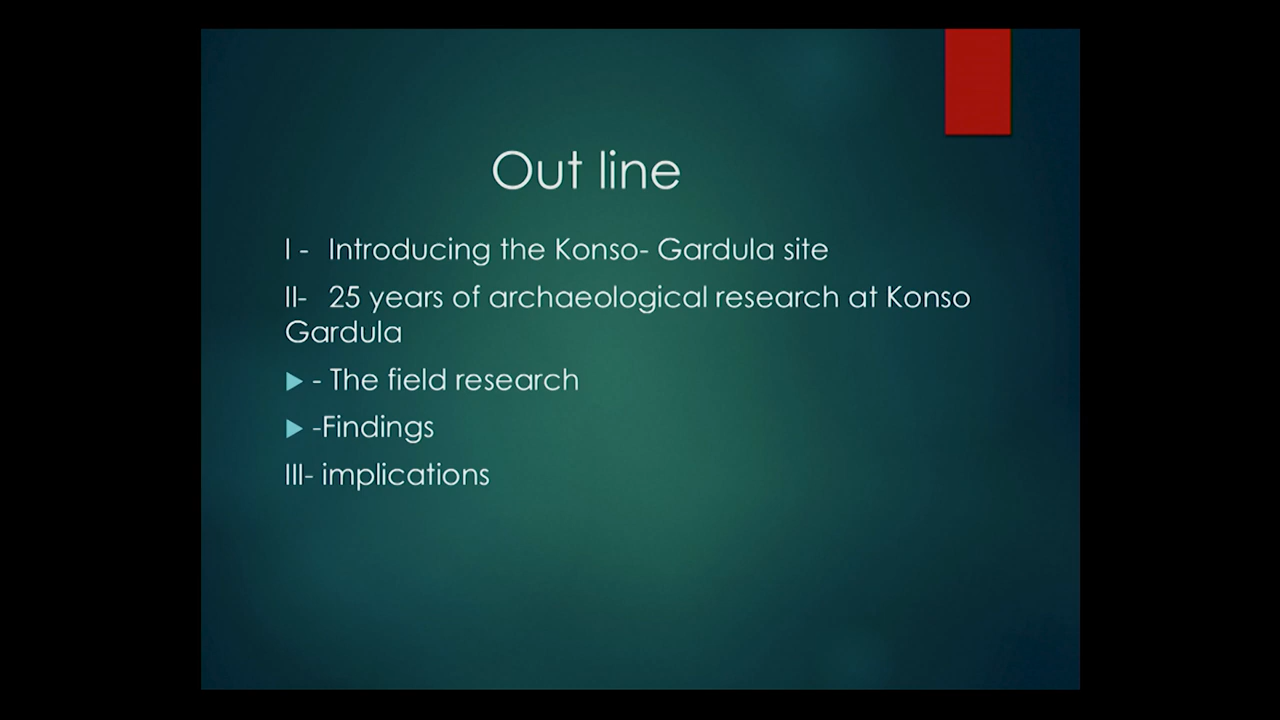 Out line
I - Introducing the Konso- Gardula site
II- 25 years of archaeological research at Konso
Gardula
- The field research
-Findings
III- implications